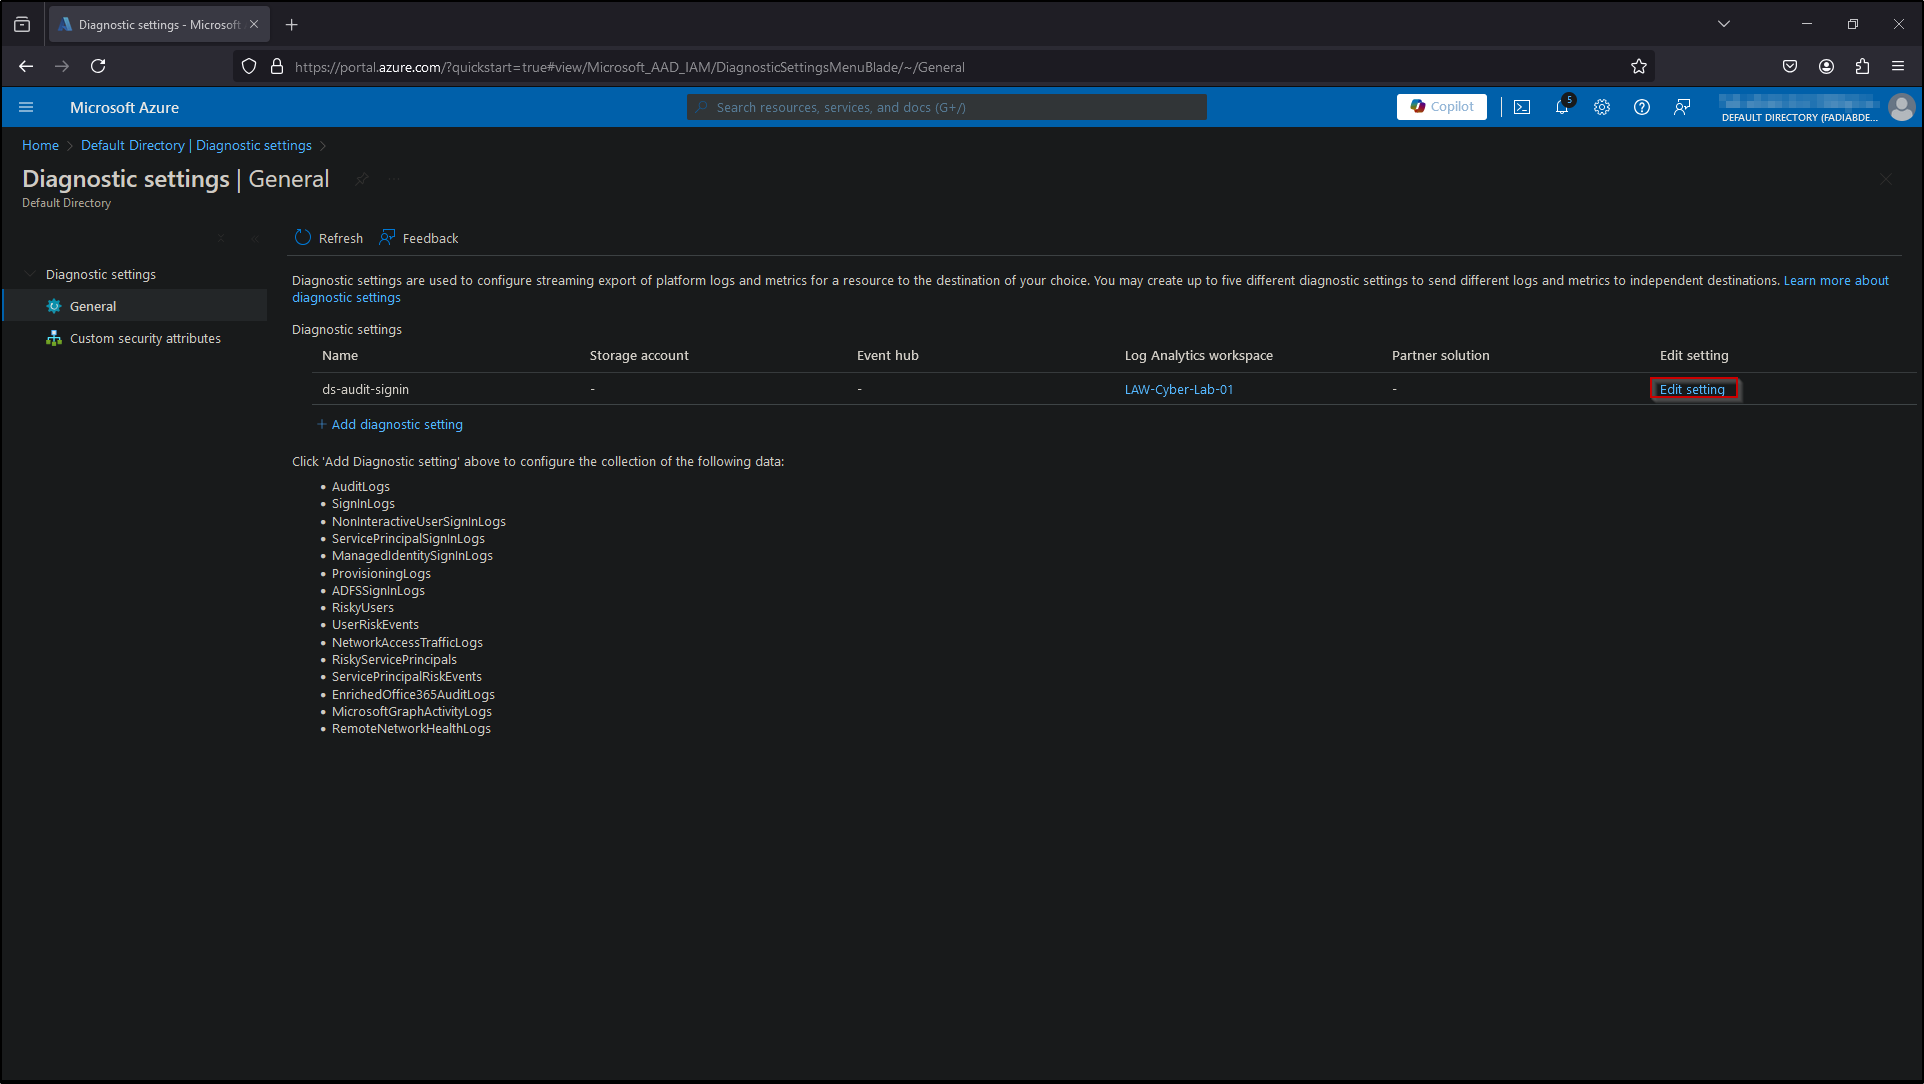 Diagnostic settings - Microsoft
https://portal.azure.com/?quickstart=true#view/Microsoft_AAD_IAM/DiagnosticSettingsMenuBlade/~/General
Microsoft Azure
Search resources, services, and docs (G+/)
Copilot
5
DEFAULT DIRECTORY (FADIABDE...
Home > Default Directory | Diagnostic settings >
Diagnostic settings | General
Default Directory
Refresh
Feedback
Diagnostic settings
General
Custom security attributes
Diagnostic settings are used to configure streaming export of platform logs and metrics for a resource to the destination of your choice. You may create up to five different diagnostic settings to send different logs and metrics to independent destinations. Learn more about
diagnostic settings
Diagnostic settings
Name Storage account Event hub Log Analytics workspace Partner solution Edit setting
ds-audit-signin - - LAW-Cyber-Lab-01 - Edit setting
+ Add diagnostic setting
Click 'Add Diagnostic setting' above to configure the collection of the following data:
• AuditLogs
• SignInLogs
• NonInteractiveUserSignInLogs
• ServicePrincipalSignInLogs
• ManagedIdentitySignInLogs
• ProvisioningLogs
• ADFSSignInLogs
• RiskyUsers
• UserRiskEvents
• NetworkAccessTrafficLogs
• RiskyServicePrincipals
• ServicePrincipalRiskEvents
• EnrichedOffice365AuditLogs
• MicrosoftGraphActivityLogs
• RemoteNetworkHealthLogs